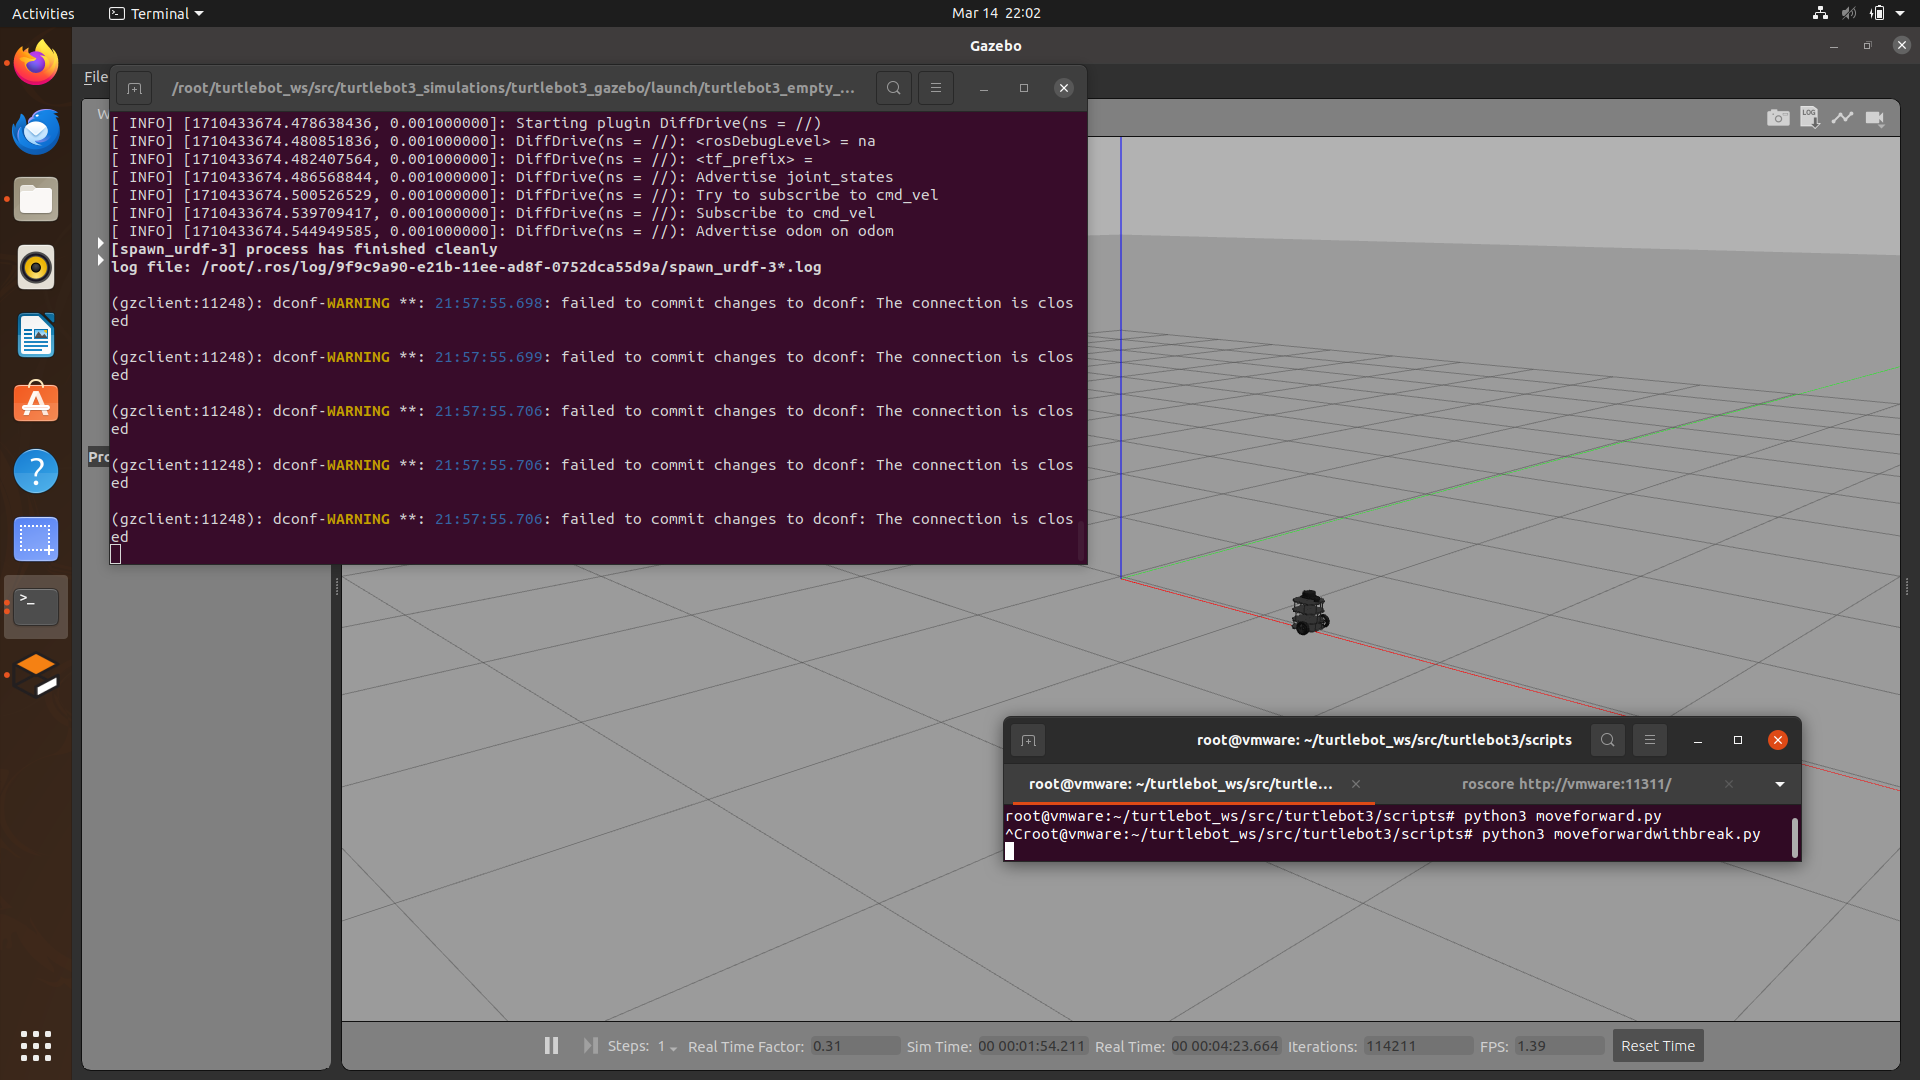 Activities
Terminal
Mar 14 22:02
Gazebo
File
/root/turtlebot_ws/src/turtlebot3_simulations/turtlebot3_gazebo/launch/turtlebot3_empty_...
W
LOG
[ INFO] [1710433674.478638436, 0.001000000]: Starting plugin DiffDrive(ns = //)
[ INFO] [1710433674.480851836, 0.001000000]: DiffDrive(ns = //): <rosDebugLevel> = na
[ INFO] [1710433674.482407564, 0.001000000]: DiffDrive(ns = //): <tf_prefix> =
[ INFO] [1710433674.486568844, 0.001000000]: DiffDrive(ns = //): Advertise joint_states
[ INFO] [1710433674.500526529, 0.001000000]: DiffDrive(ns = //): Try to subscribe to cmd_vel
[ INFO] [1710433674.539709417, 0.001000000]: DiffDrive(ns = //): Subscribe to cmd_vel
[ INFO] [1710433674.544949585, 0.001000000]: DiffDrive(ns = //): Advertise odom on odom
[spawn_urdf-3] process has finished cleanly
log file: /root/.ros/log/9f9c9a90-e21b-11ee-ad8f-0752dca55d9a/spawn_urdf-3*.log
(gzclient:11248): dconf-WARNING **: 21:57:55.698: failed to commit changes to dconf: The connection is clos
ed
(gzclient:11248): dconf-WARNING **: 21:57:55.699: failed to commit changes to dconf: The connection is clos
ed
(gzclient:11248): dconf-WARNING **: 21:57:55.706: failed to commit changes to dconf: The connection is clos
ed
(gzclient:11248): dconf-WARNING **: 21:57:55.706: failed to commit changes to dconf: The connection is clos
ed
(gzclient:11248): dconf-WARNING **: 21:57:55.706: failed to commit changes to dconf: The connection is clos
ed
Pro
root@vmware: ~/turtlebot_ws/src/turtlebot3/scripts
root@vmware: ~/turtlebot_ws/src/turtle...
roscore http://vmware:11311/
root@vmware:~/turtlebot_ws/src/turtlebot3/scripts# python3 moveforward.py
^Croot@vmware:~/turtlebot_ws/src/turtlebot3/scripts# python3 moveforwardwithbreak.py
Steps: 1 Real Time Factor: 0.31 Sim Time: 00 00:01:54.211 Real Time: 00 00:04:23.664 Iterations: 114211 FPS: 1.39 Reset Time